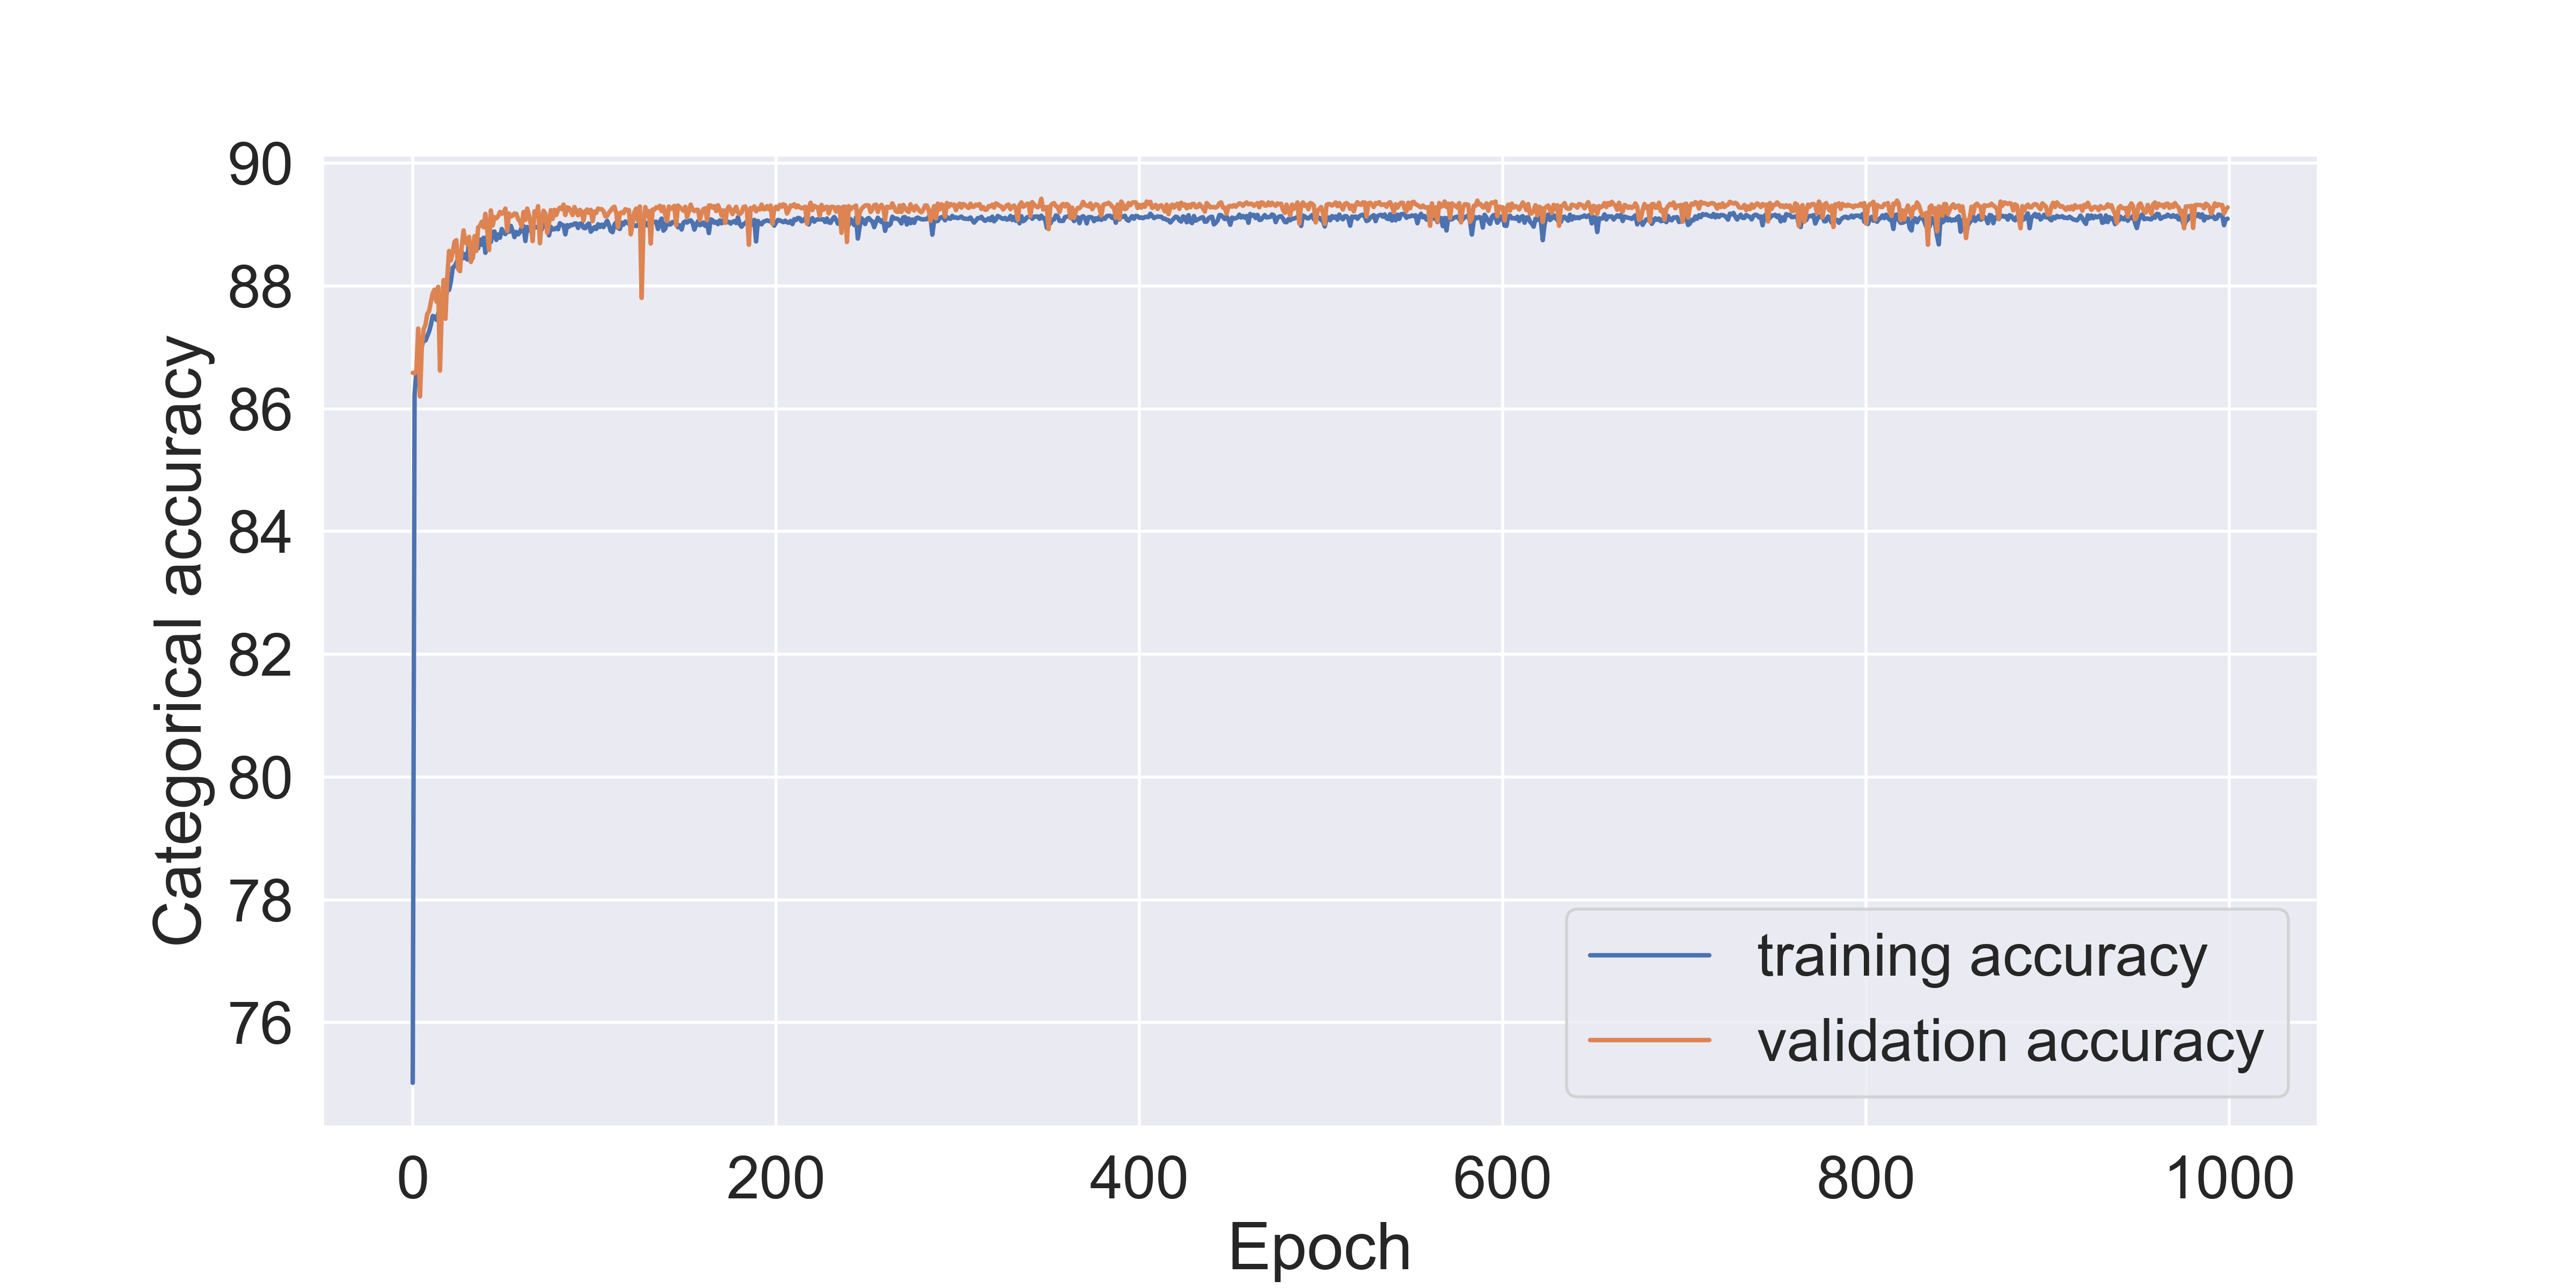 90
88
86
84
82
80
78
76
Categorical accuracy
training accuracy
validation accuracy
0 200 400 600 800 1000
Epoch